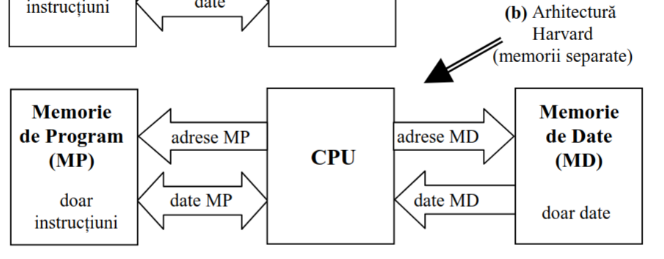 instrucțiuni
date
(b) Arhitectură
Harvard
(memorii separate)
Memorie
de Program
(MP)
doar
instrucțiuni
adrese MP
date MP
CPU
adrese MD
date MD
Memorie
de Date
(MD)
doar date